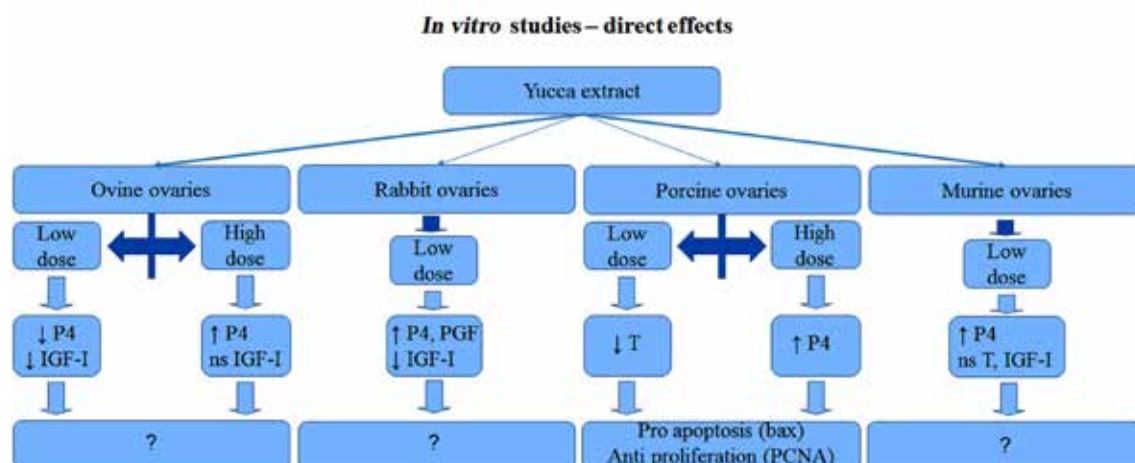 In vitro studies – direct effects
Yucca extract
Ovine ovaries
Rabbit ovaries
Porcine ovaries
Murine ovaries
Low
dose
High
dose
Low
dose
Low
dose
High
dose
Low
dose
↓ P4
↓ IGF-I
↑ P4
ns IGF-I
↑ P4, PGF
↓ IGF-I
↓ T
↑ P4
↑ P4
ns T, IGF-I
?
?
Pro apoptosis (bax)
Anti proliferation (PCNA)
?